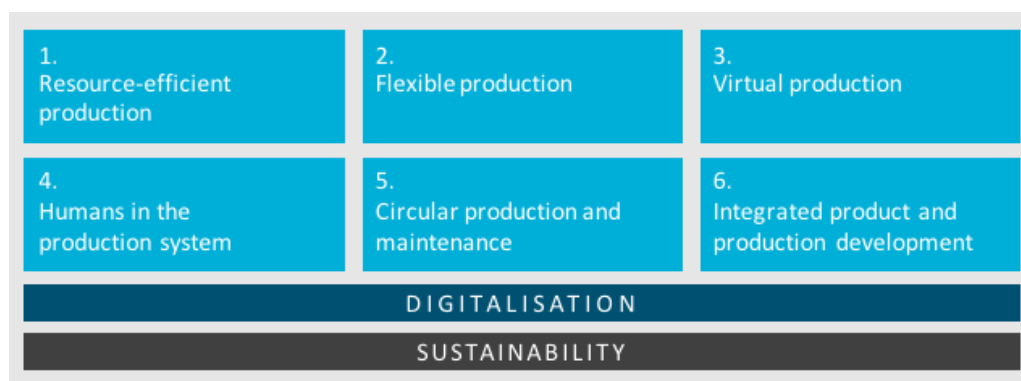 1.
Resource-efficient
production
2.
Flexible production
3.
Virtual production
4.
Humans in the
production system
5.
Circular production and
maintenance
6.
Integrated product and
production development
DIGITALISATION
SUSTAINABILITY